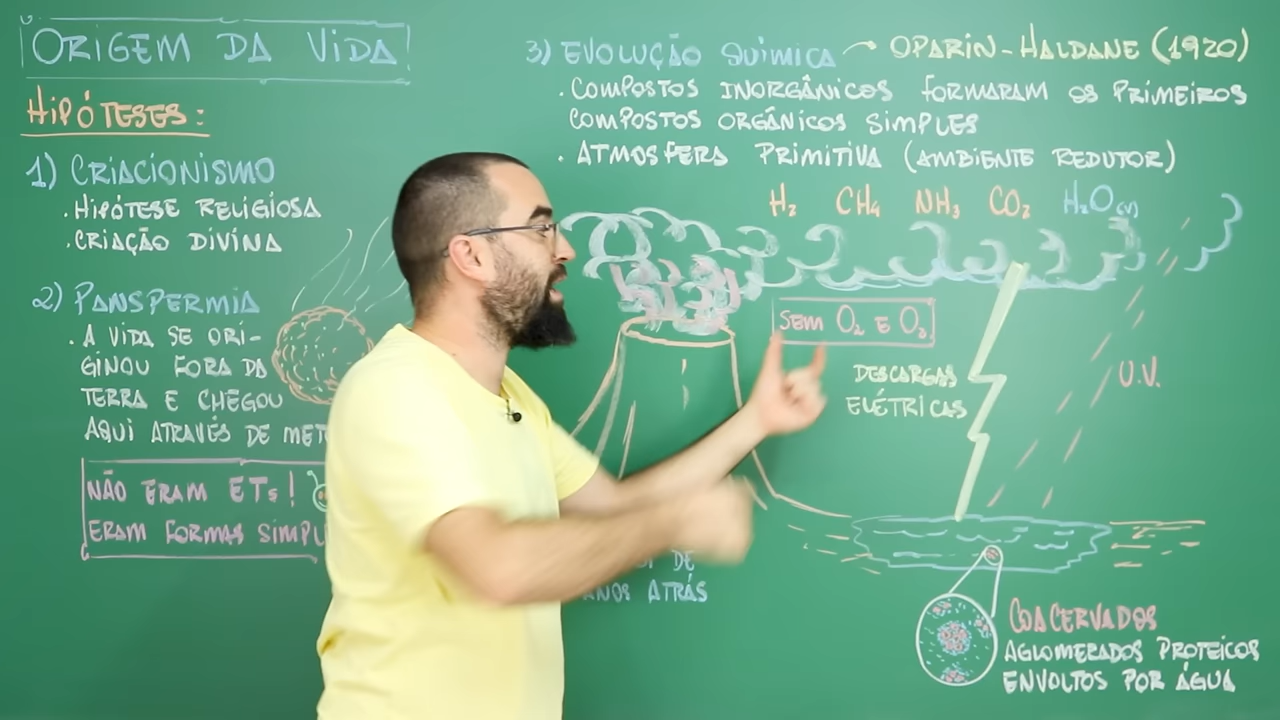 ORIGEM DA VIDA
HIPÓTESES:
1) CRIACIONISMO
. HIPÓTESE RELIGIOSA
. CRIAÇÃO DIVINA
2) PANSPERMIA
. A VIDA SE ORI-
GINOU FORA DA
TERRA E CHEGOU
AQUI ATRAVÉS DE
NÃO ERAM ETs!
ERAM FORMAS
3) EVOLUÇÃO QUÍMICA → OPARIN-HALDANE (1920)
. COMPOSTOS INORGÂNICOS FORMARAM OS PRIMEIROS
COMPOSTOS ORGÂNICOS SIMPLES
. ATMOSFERA PRIMITIVA (AMBIENTE REDUTOR)
H₂ CH₄ NH₃ CO₂ H₂O(V)
SEM O₂ E O₃
DESCARGAS
ELÉTRICAS
U.V.
DE
ANOS ATRÁS
COACERVADOS
AGLOMERADOS PROTEICOS
ENVOLTOS POR ÁGUA